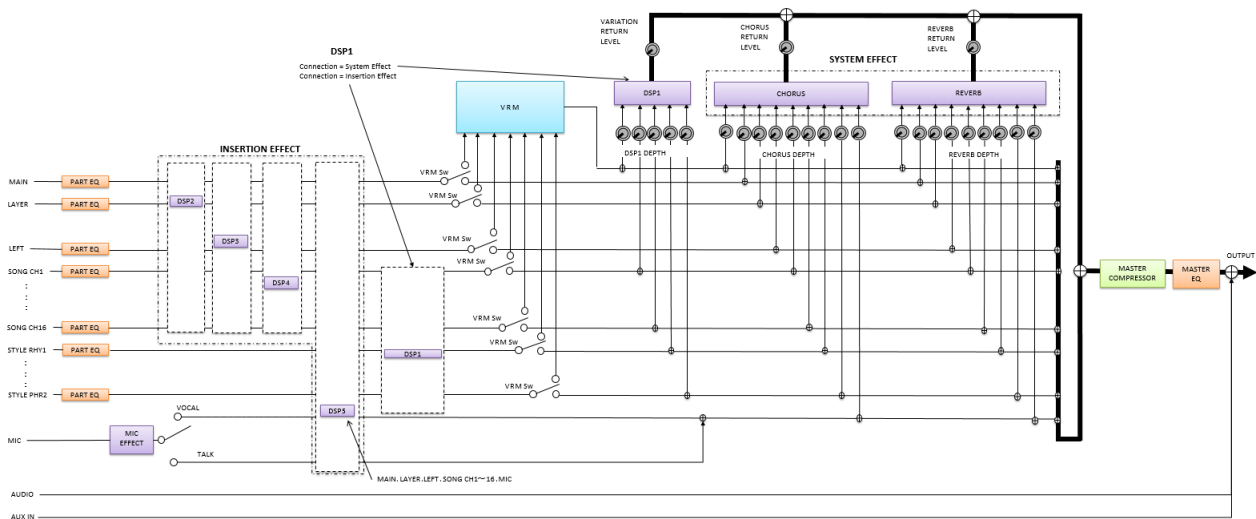 VARIATION
RETURN
LEVEL
CHORUS
RETURN
LEVEL
REVERB
RETURN
LEVEL
DSP1
Connection = System Effect
Connection = Insertion Effect
SYSTEM EFFECT
VRM
DSP1
CHORUS
REVERB
DSP1 DEPTH
CHORUS DEPTH
REVERB DEPTH
INSERTION EFFECT
MAIN
PART EQ
VRM Sw
LAYER
PART EQ
DSP2
VRM Sw
LEFT
PART EQ
DSP3
VRM Sw
SONG CH1
PART EQ
DSP4
VRM Sw
SONG CH16
PART EQ
VRM Sw
STYLE RHY1
PART EQ
DSP1
VRM Sw
STYLE PHR2
PART EQ
VRM Sw
OUTPUT
MASTER
COMPRESSOR
MASTER
EQ
VOCAL
DSP5
MIC
MIC
EFFECT
TALK
MAIN.LAYER.LEFT.SONG CH1~16.MIC
AUDIO
AUX IN